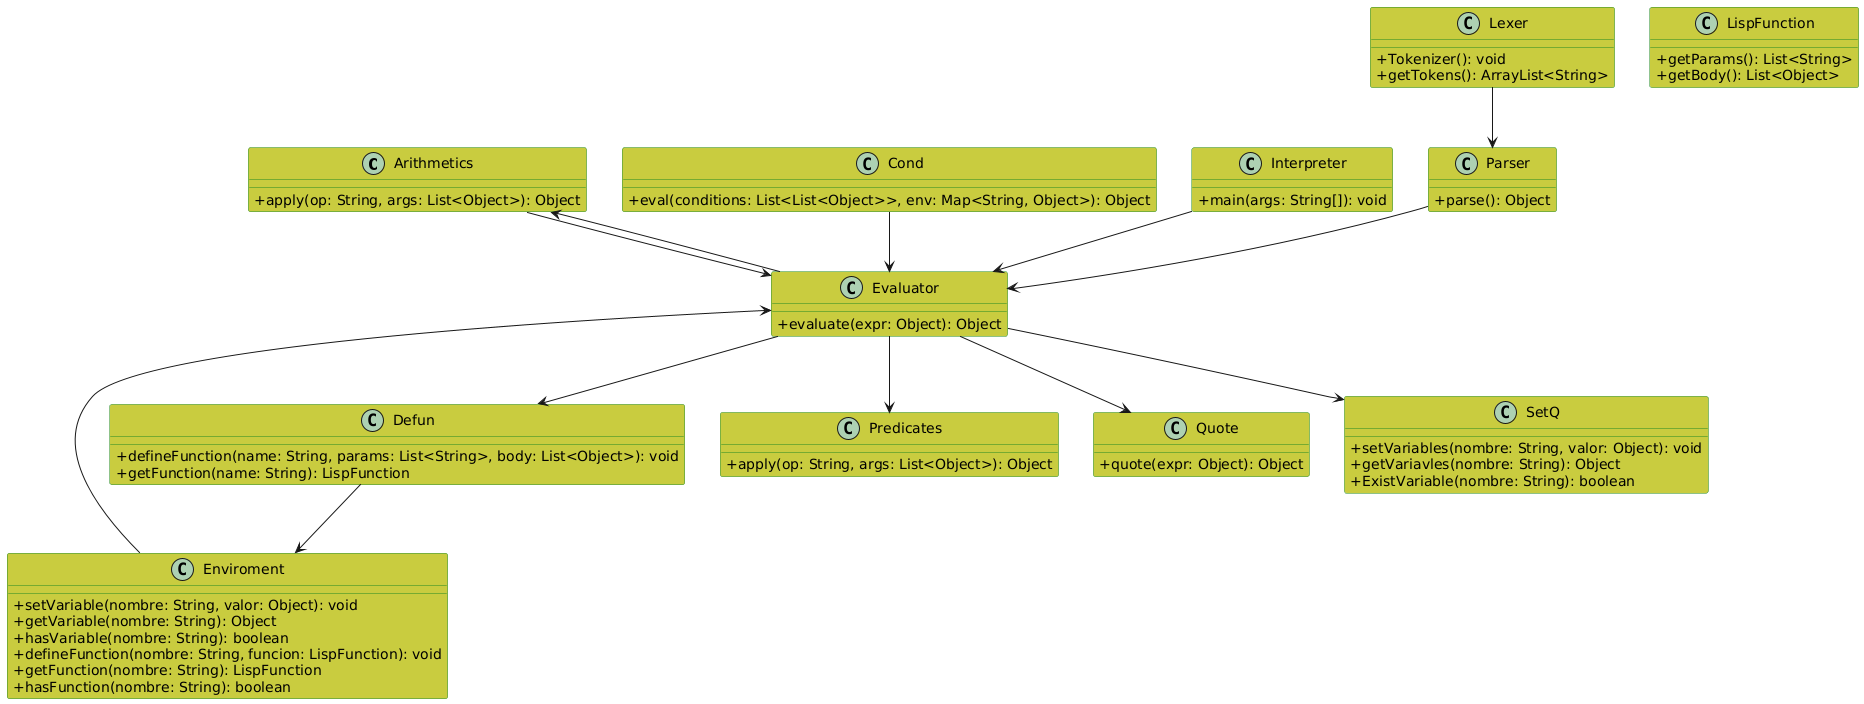 C Lexer
+Tokenizer(): void
+getTokens(): ArrayList<String>
C LispFunction
+getParams(): List<String>
+getBody(): List<Object>
C Arithmetics
+apply(op: String, args: List<Object>): Object
C Cond
+eval(conditions: List<List<Object>>, env: Map<String, Object>): Object
C Interpreter
+main(args: String[]): void
C Parser
+parse(): Object
C Evaluator
+evaluate(expr: Object): Object
C Defun
+defineFunction(name: String, params: List<String>, body: List<Object>): void
+getFunction(name: String): LispFunction
C Predicates
+apply(op: String, args: List<Object>): Object
C Quote
+quote(expr: Object): Object
C SetQ
+setVariables(nombre: String, valor: Object): void
+getVariavles(nombre: String): Object
+ExistVariable(nombre: String): boolean
C Enviroment
+setVariable(nombre: String, valor: Object): void
+getVariable(nombre: String): Object
+hasVariable(nombre: String): boolean
+defineFunction(nombre: String, funcion: LispFunction): void
+getFunction(nombre: String): LispFunction
+hasFunction(nombre: String): boolean